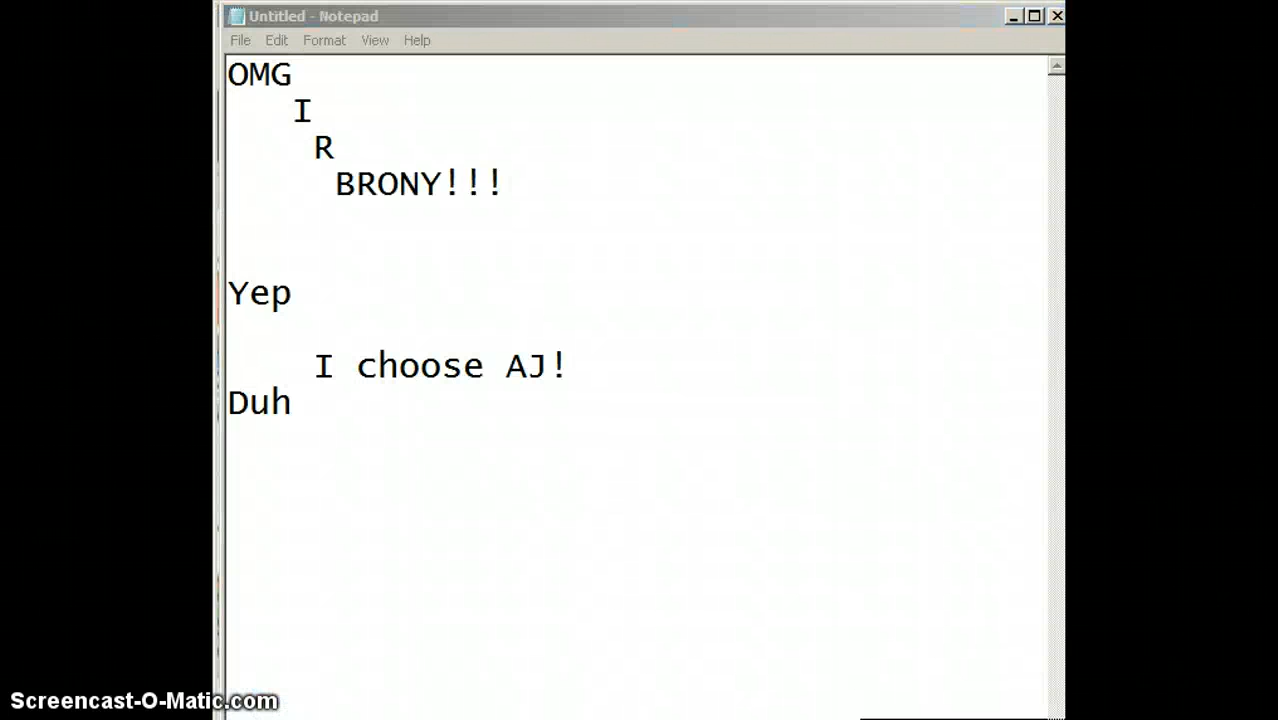 Untitled - Notepad
File Edit Format View Help
OMG
I
R
BRONY!!!
Yep
I choose AJ!
Duh
Screencast-O-Matic.com